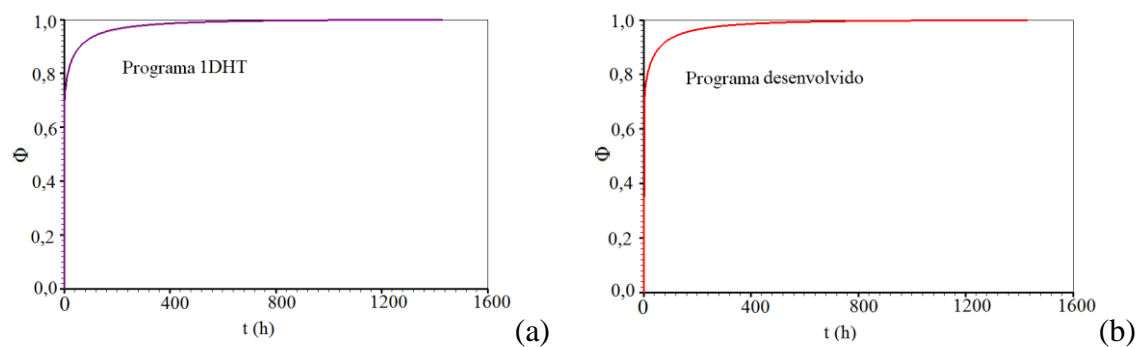 1,0
0,8
0,6
0,4
0,2
0,0
Φ
Programa 1DHT
0 400 800 1200 1600
t (h)
(a)
1,0
0,8
0,6
0,4
0,2
0,0
Φ
Programa desenvolvido
0 400 800 1200 1600
t (h)
(b)